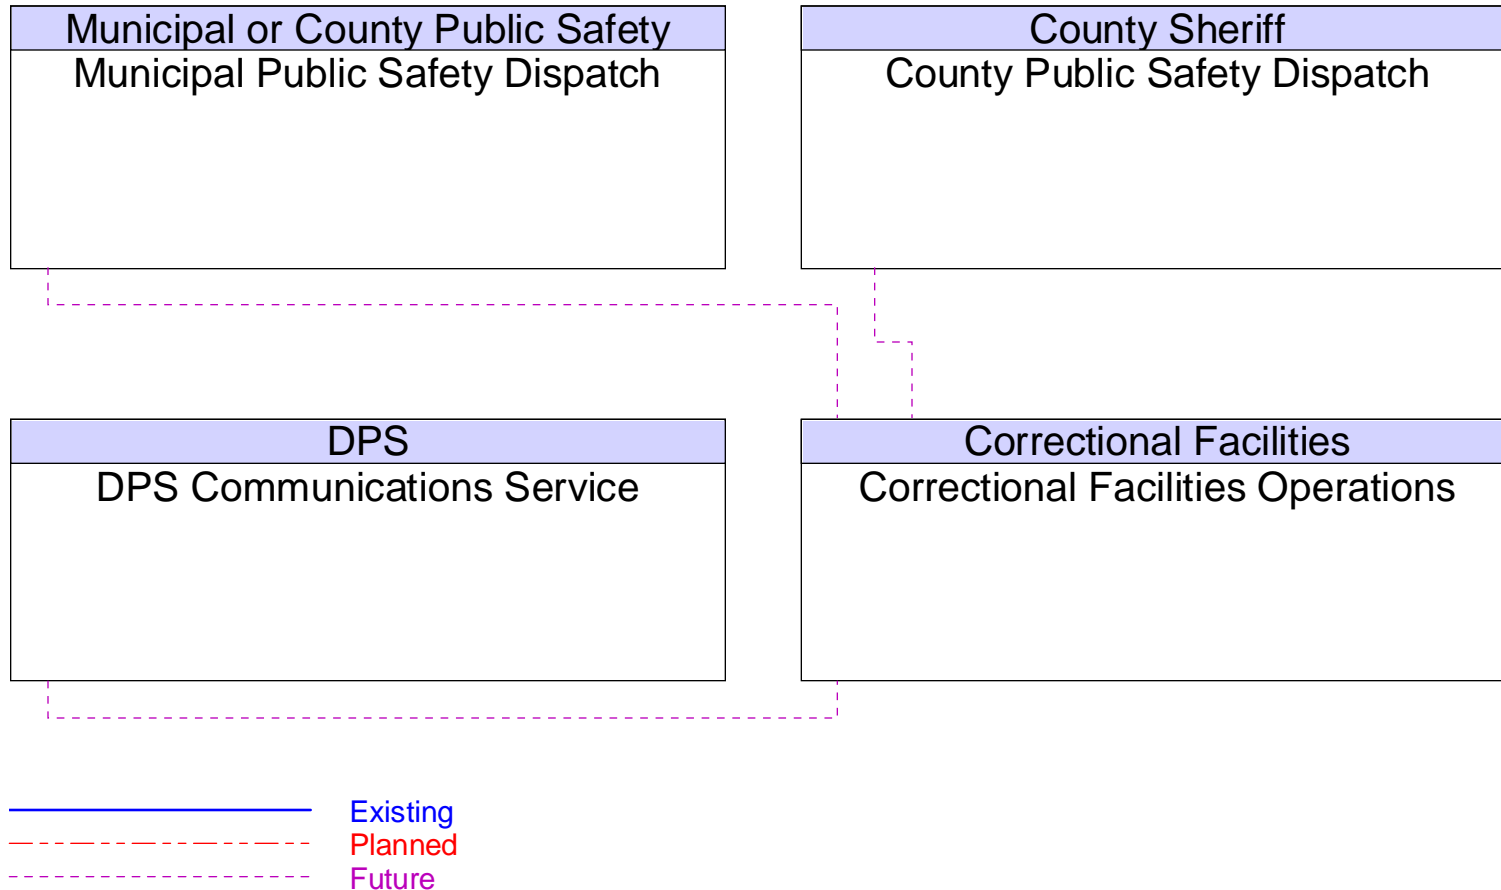 Municipal or County Public Safety
Municipal Public Safety Dispatch
County Sheriff
County Public Safety Dispatch
DPS
DPS Communications Service
Correctional Facilities
Correctional Facilities Operations
Existing
Planned
Future